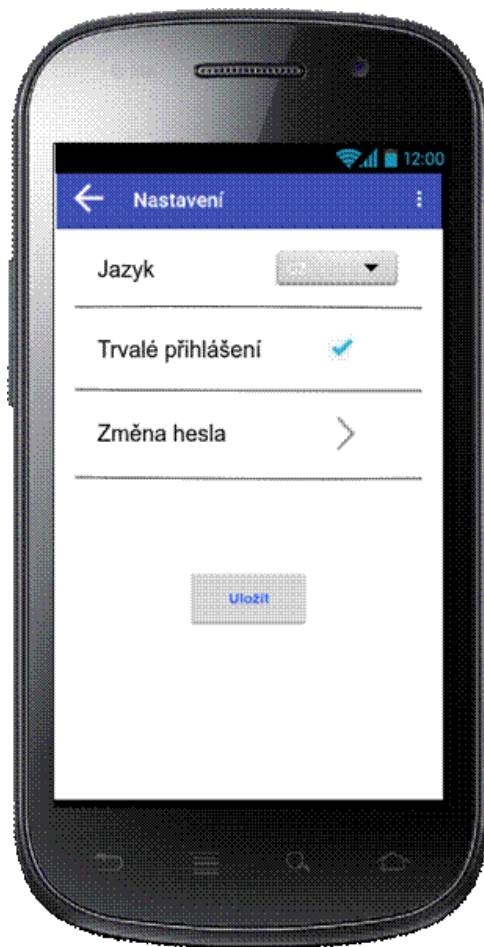 12:00
Nastavení
Jazyk
Trvalé přihlášení
Změna hesla
Uložit